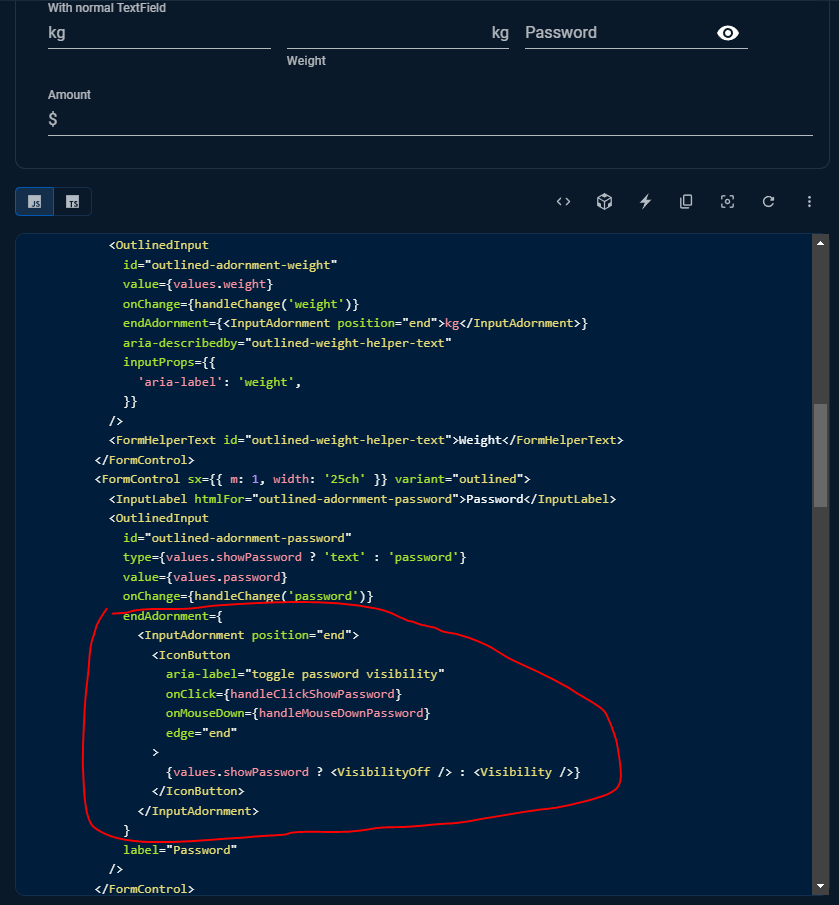 With normal TextField
kg
kg
Password
Weight
Amount
$
JS
TS
<OutlinedInput
id="outlined-adornment-weight"
value={values.weight}
onChange={handleChange('weight')}
endAdornment={<InputAdornment position="end">kg</InputAdornment>}
aria-describedby="outlined-weight-helper-text"
inputProps={{
'aria-label': 'weight',
}}
/>
<FormHelperText id="outlined-weight-helper-text">Weight</FormHelperText>
</FormControl>
<FormControl sx={{ m: 1, width: '25ch' }} variant="outlined">
<InputLabel htmlFor="outlined-adornment-password">Password</InputLabel>
<OutlinedInput
id="outlined-adornment-password"
type={values.showPassword ? 'text' : 'password'}
value={values.password}
onChange={handleChange('password')}
endAdornment={
<InputAdornment position="end">
<IconButton
aria-label="toggle password visibility"
onClick={handleClickShowPassword}
onMouseDown={handleMouseDownPassword}
edge="end"
>
{values.showPassword ? <VisibilityOff /> : <Visibility />}
</IconButton>
</InputAdornment>
}
label="Password"
/>
</FormControl>